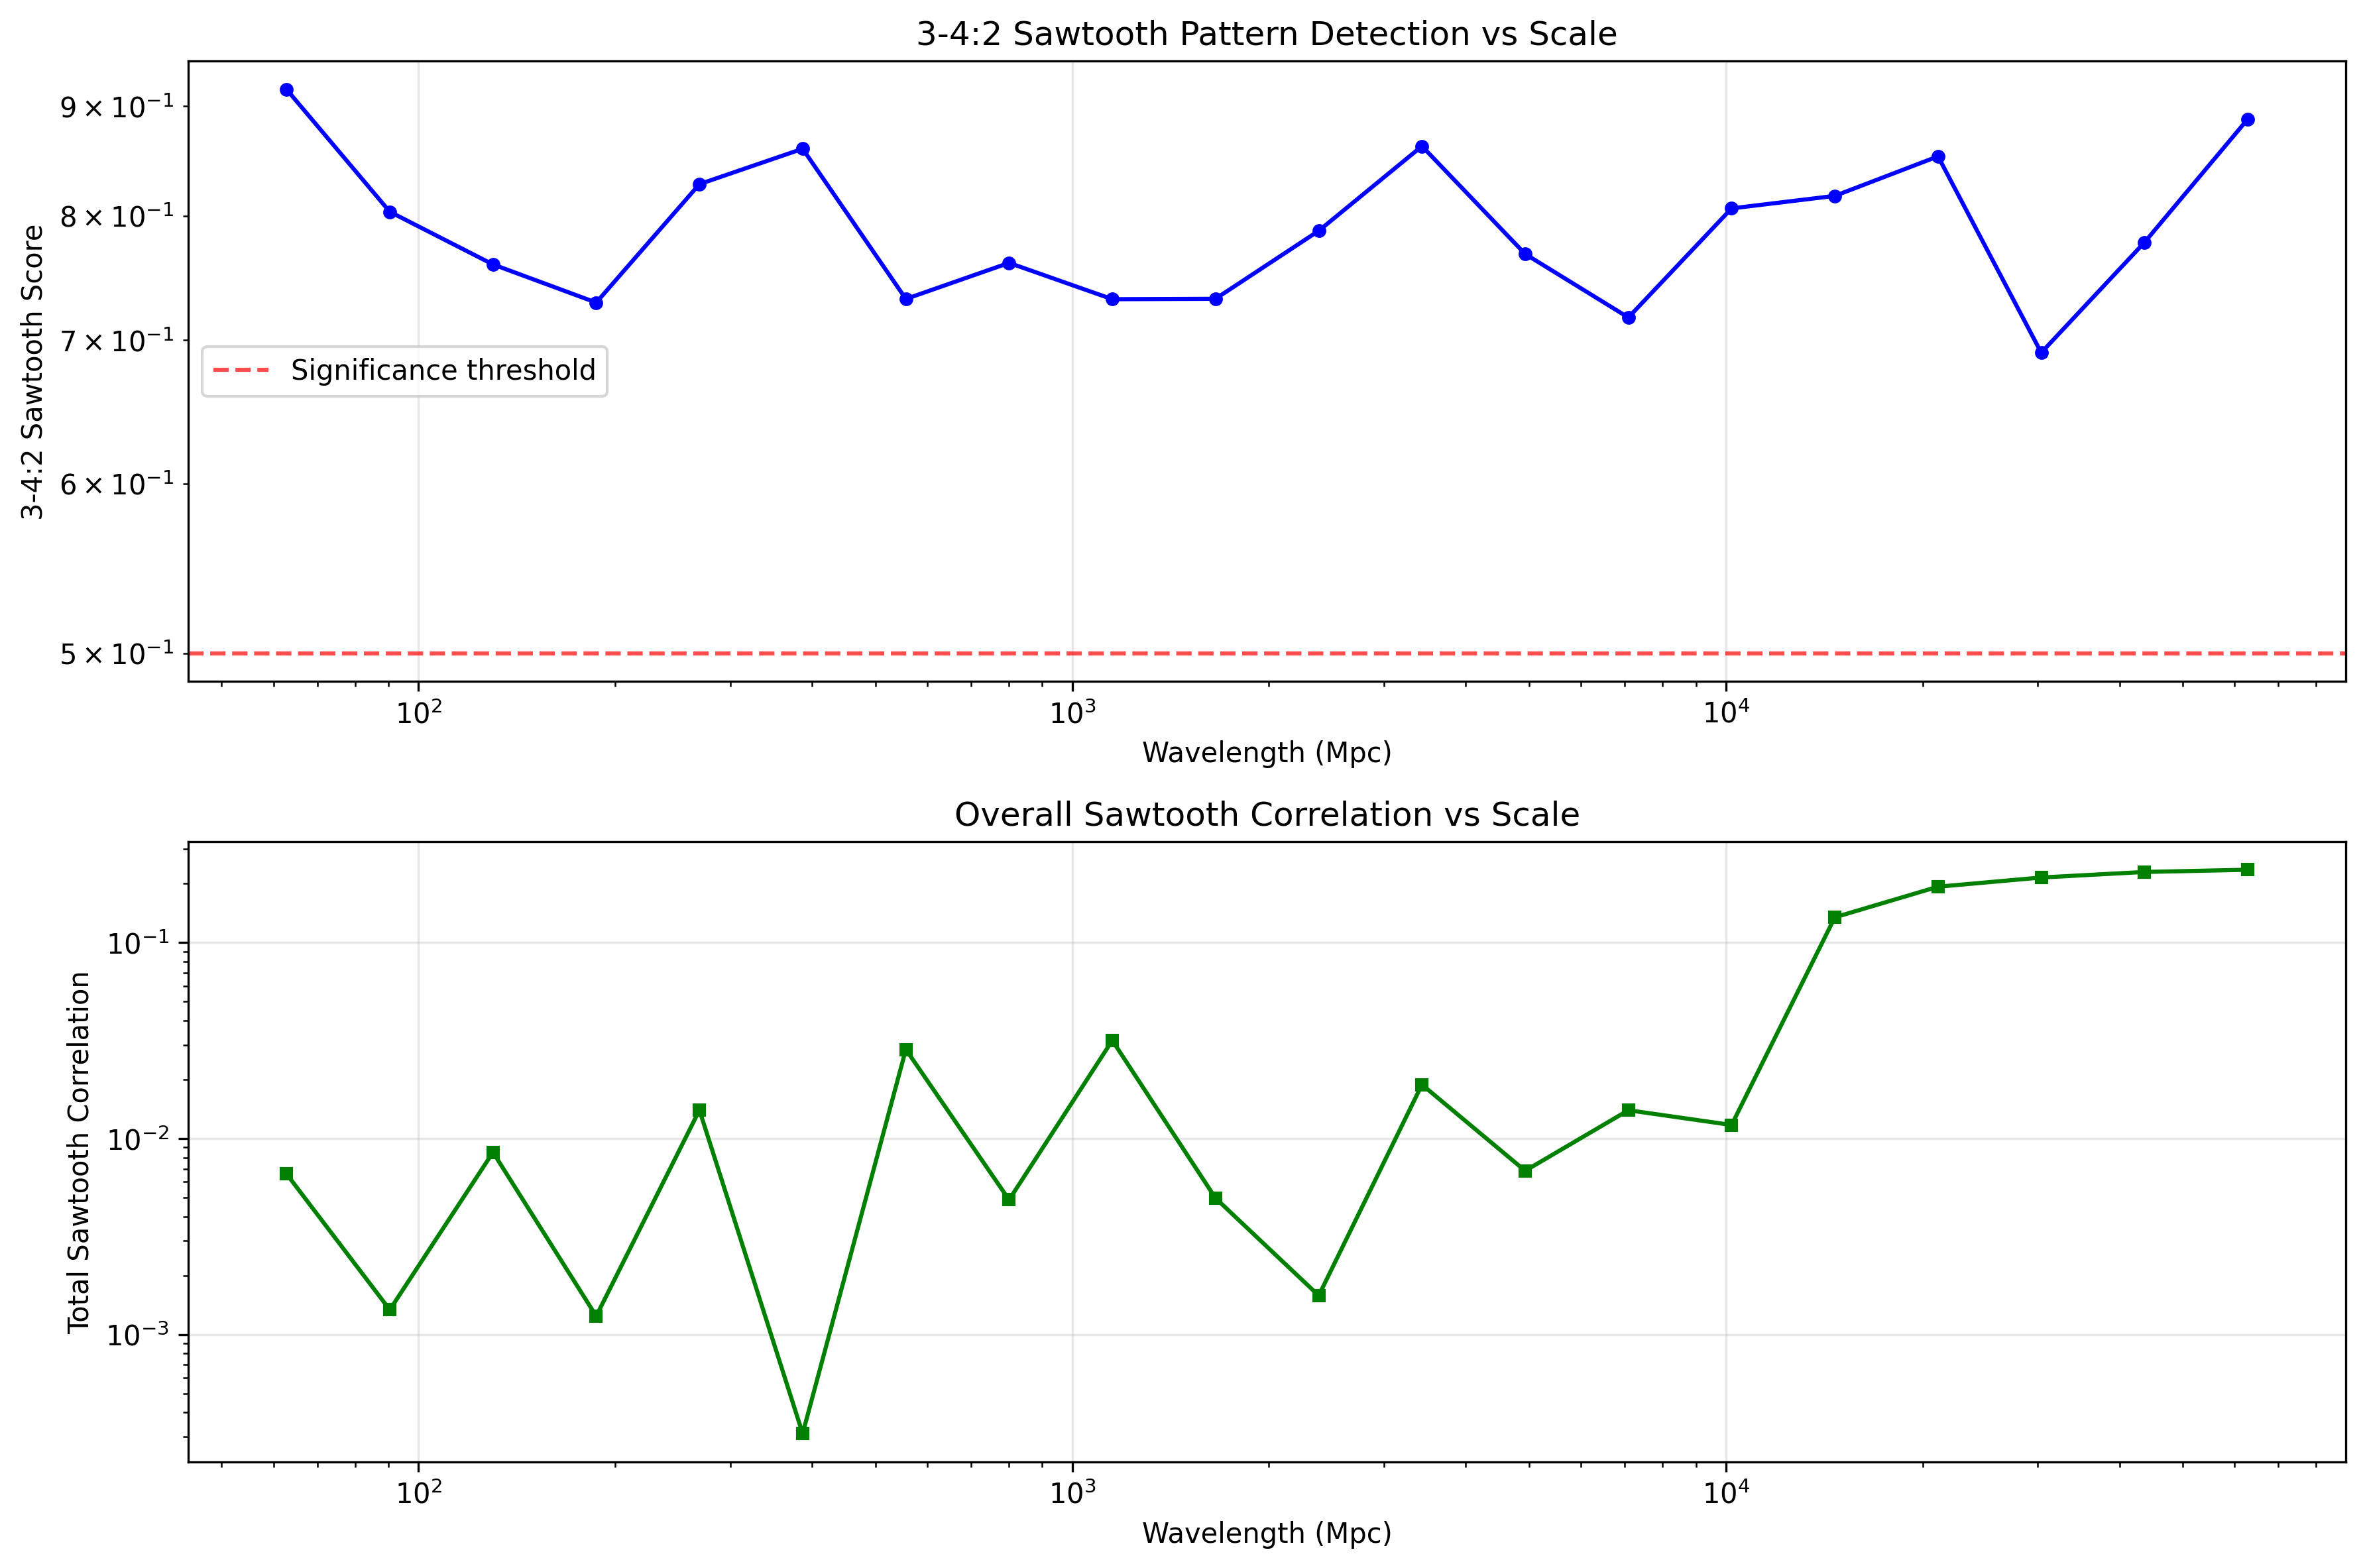 3-4:2 Sawtooth Pattern Detection vs Scale
3-4:2 Sawtooth Score
9 × 10⁻¹
8 × 10⁻¹
7 × 10⁻¹
6 × 10⁻¹
5 × 10⁻¹
Significance threshold
10² 10³ 10⁴
Wavelength (Mpc)
Overall Sawtooth Correlation vs Scale
Total Sawtooth Correlation
10⁻¹
10⁻²
10⁻³
10² 10³ 10⁴
Wavelength (Mpc)